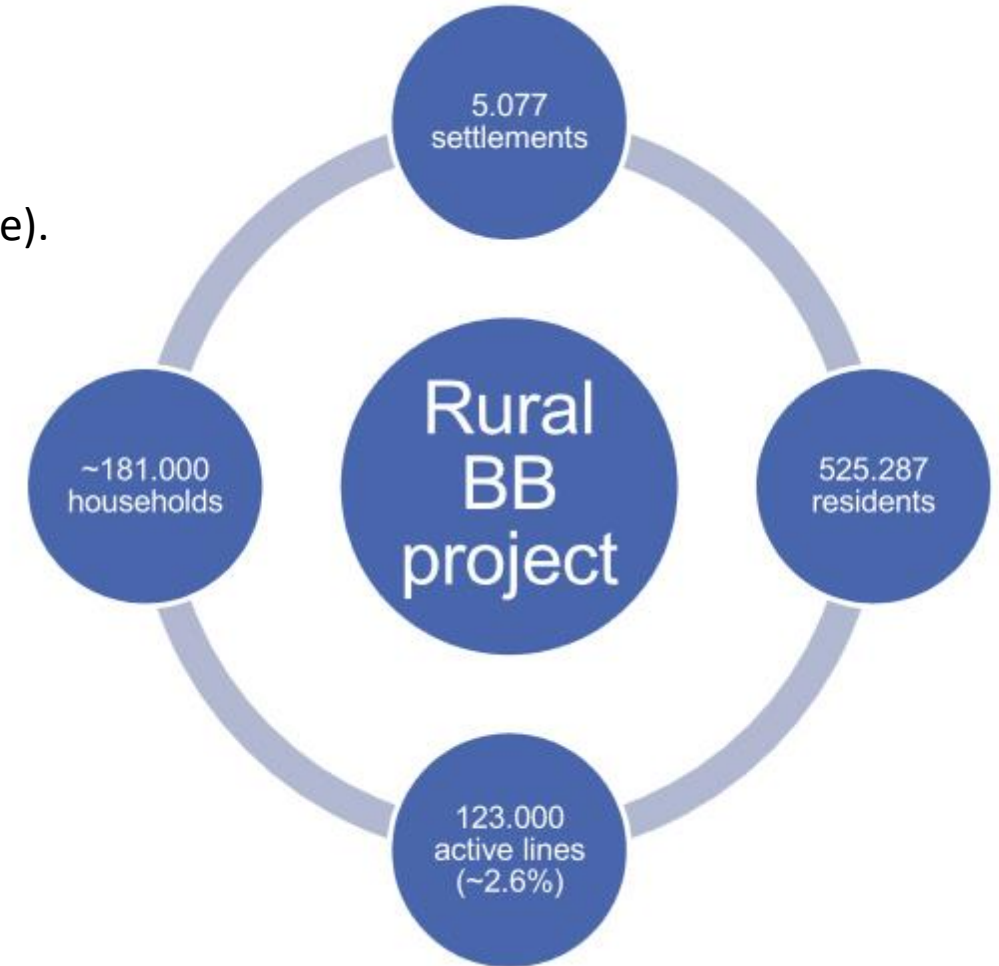 e).
5.077
settlements
~181.000
households
Rural
BB
project
525.287
residents
123.000
active lines
(~2.6%)